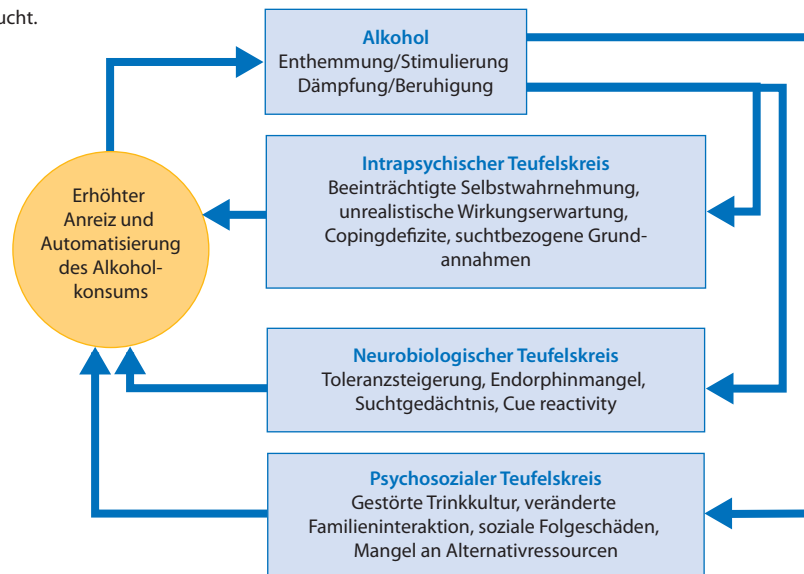 ucht.
Alkohol
Enthemmung/Stimulierung
Dämpfung/Beruhigung
Intrapsychischer Teufelskreis
Beeinträchtigte Selbstwahrnehmung,
unrealistische Wirkungserwartung,
Copingdefizite, suchtbezogene Grund-
annahmen
Erhöhter
Anreiz und
Automatisierung
des Alkohol-
konsums
Neurobiologischer Teufelskreis
Toleranzsteigerung, Endorphinmangel,
Suchtgedächtnis, Cue reactivity
Psychosozialer Teufelskreis
Gestörte Trinkkultur, veränderte
Familieninteraktion, soziale Folgeschäden,
Mangel an Alternativressourcen